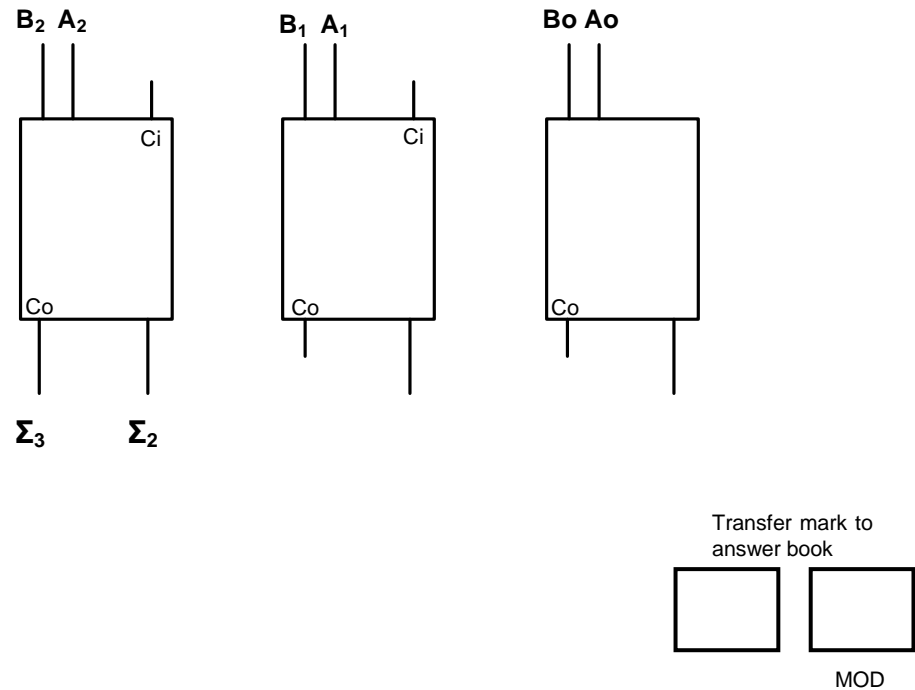 B₂ A₂ B₁ A₁ Bo Ao
Ci Ci
Co Co Co
Σ₃ Σ₂
Transfer mark to
answer book
MOD